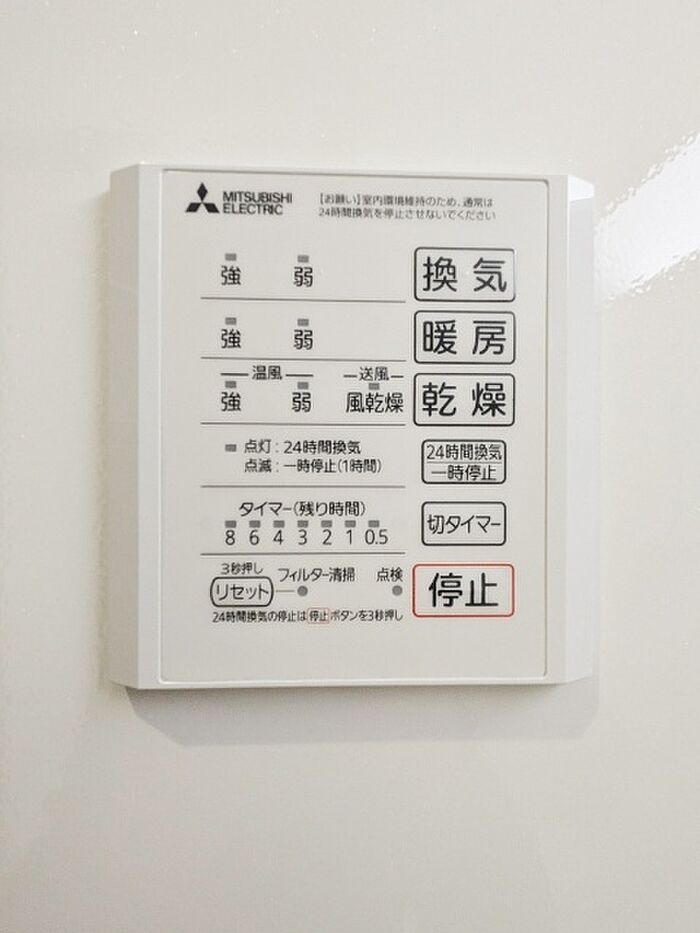 MITSUBISHI
ELECTRIC
【お願い】室内環境維持のため、通常は
24時間換気を停止させないでください
強 弱 換気
強 弱 暖房
温風 送風
強 弱 風乾燥 乾燥
点灯:24時間換気
点滅:一時停止(1時間)
24時間換気
一時停止
タイマー(残り時間)
8 6 4 3 2 1 0.5
切タイマー
3秒押し
リセット フィルター清掃 点検
停止
24時間換気の停止は停止ボタンを3秒押し